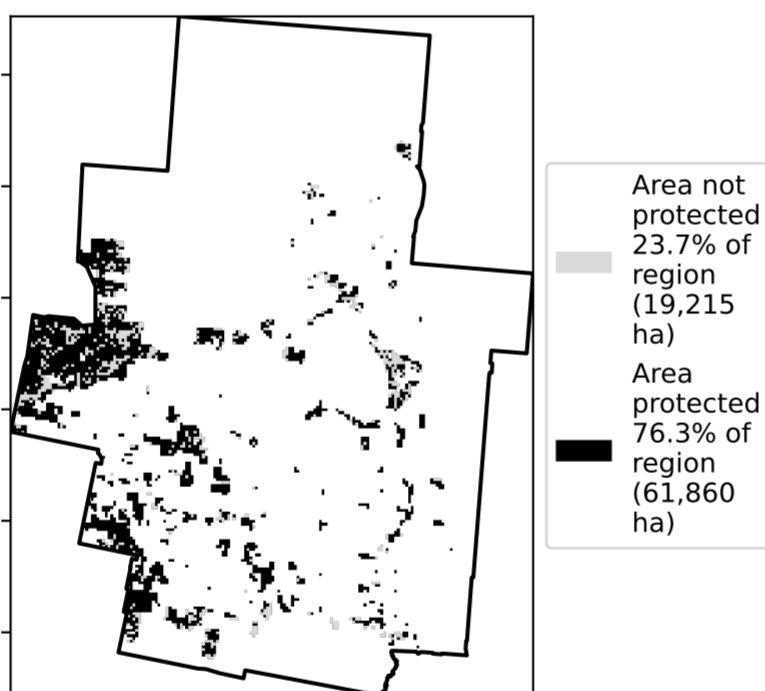 Area not
protected
23.7% of
region
(19,215
ha)
Area
protected
76.3% of
region
(61,860
ha)